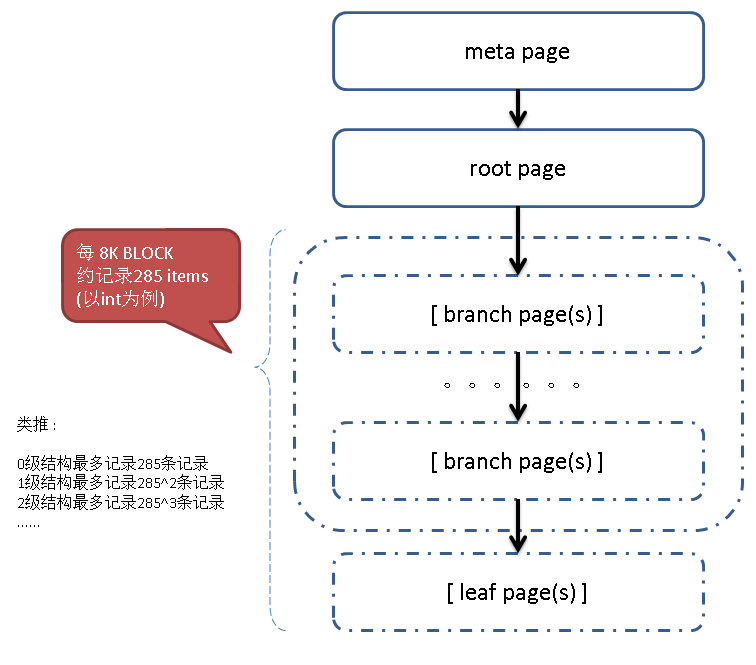 meta page
root page
每 8K BLOCK
约记录285 items
(以int为例)
[ branch page(s) ]
。。。。。。
[ branch page(s) ]
类推 :
0级结构最多记录285条记录
1级结构最多记录285^2条记录
2级结构最多记录285^3条记录
......
[ leaf page(s) ]